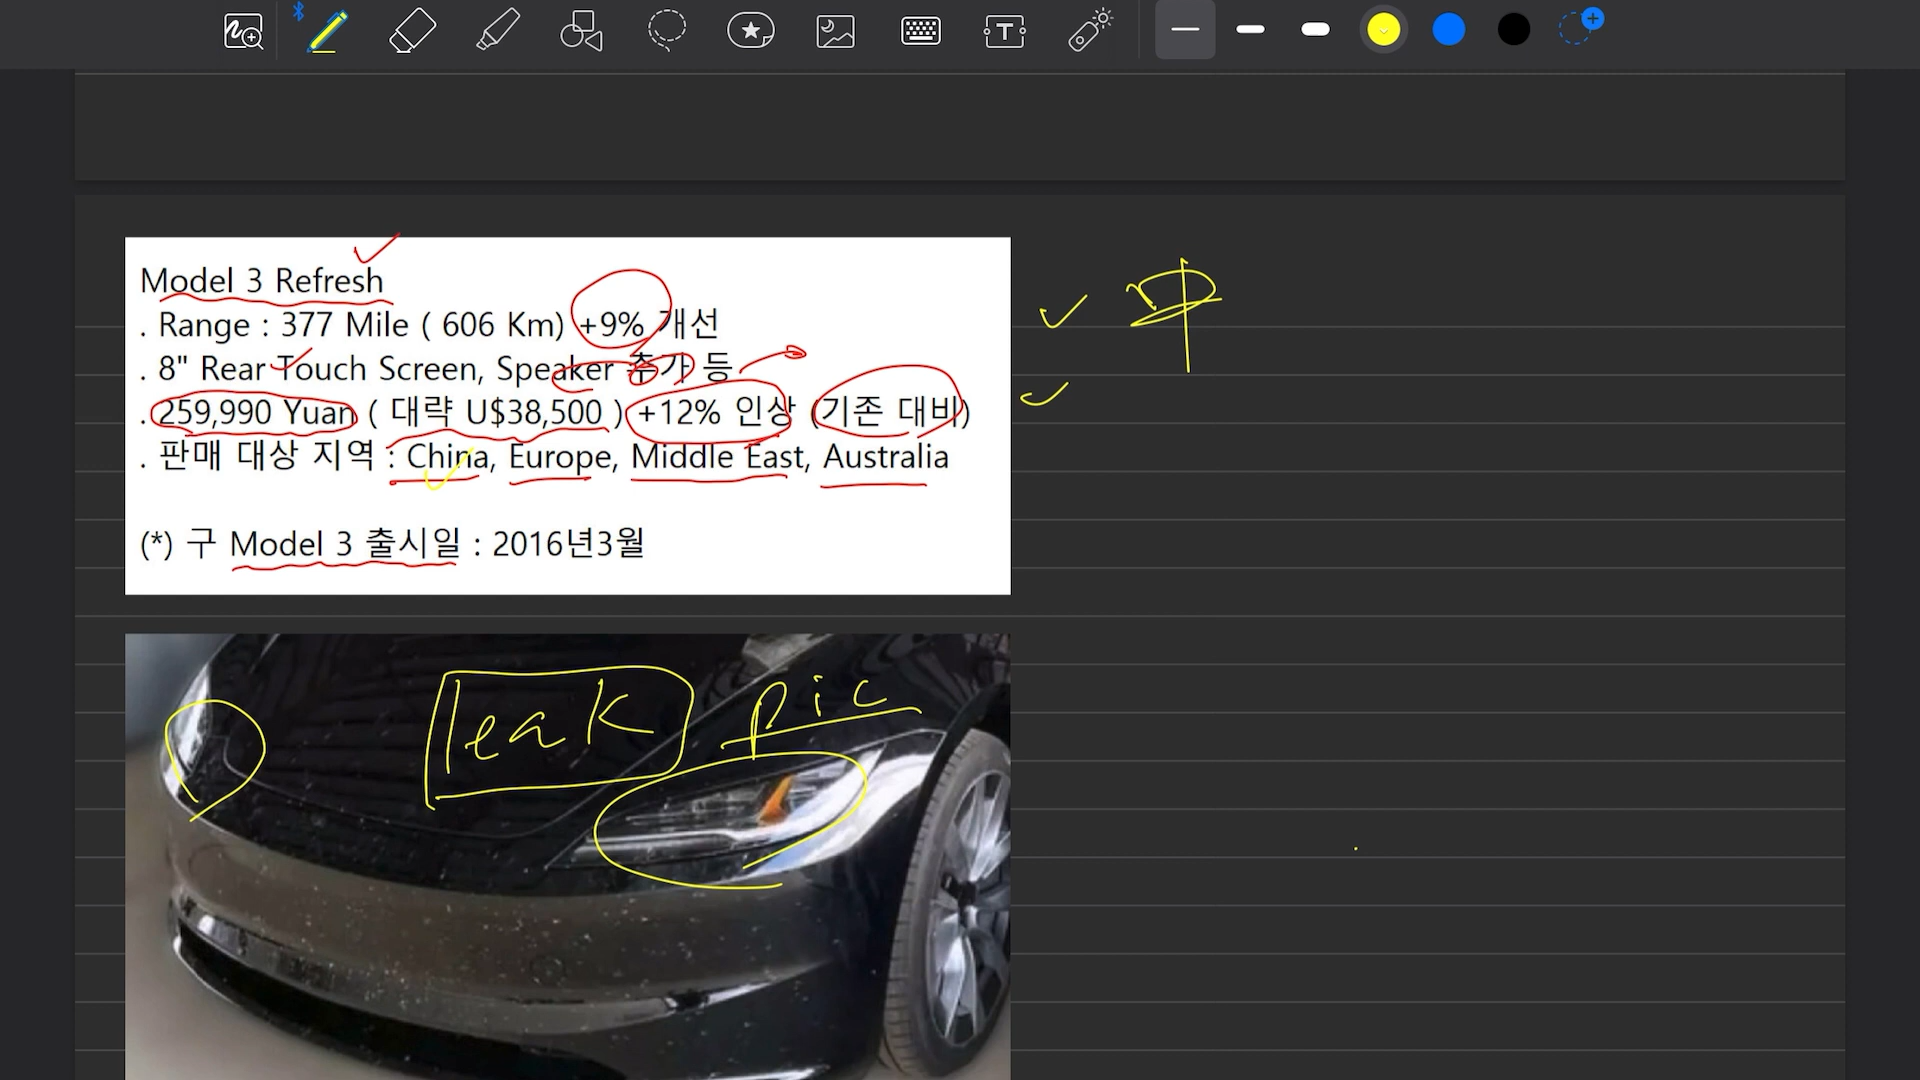 Model 3 Refresh
. Range : 377 Mile ( 606 Km) +9% 개선
. 8" Rear Touch Screen, Speaker 추가 등
. 259,990 Yuan ( 대략 U$38,500 ) +12% 인상 (기존 대비)
. 판매 대상 지역 : China, Europe, Middle East, Australia
(*) 구 Model 3 출시일 : 2016년3월
中
leak pic